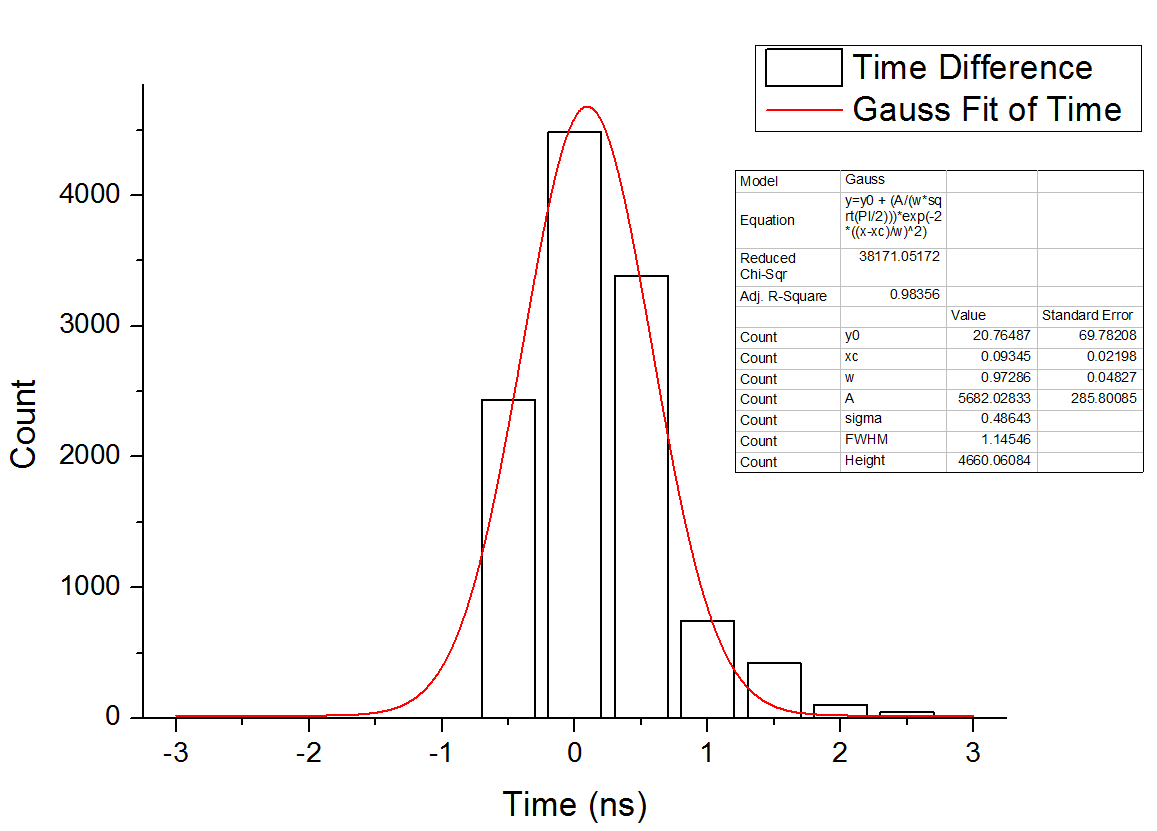 Time Difference
Gauss Fit of Time
Model Gauss
Equation y=y0 + (A/(w*sq
rt(PI/2)))*exp(-2
*((x-xc)/w)^2)
Reduced
Chi-Sqr 38171.05172
Adj. R-Square 0.98356
Value Standard Error
Count y0 20.76487 69.78208
Count xc 0.09345 0.02198
Count w 0.97286 0.04827
Count A 5682.02833 285.80085
Count sigma 0.48643
Count FWHM 1.14546
Count Height 4660.06084
Count
4000
3000
2000
1000
0
-3 -2 -1 0 1 2 3
Time (ns)